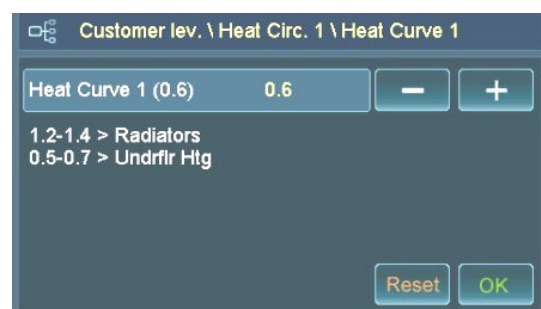 Customer lev. \ Heat Circ. 1 \ Heat Curve 1
Heat Curve 1 (0.6) 0.6 − +
1.2-1.4 > Radiators
0.5-0.7 > Undrflr Htg
Reset OK